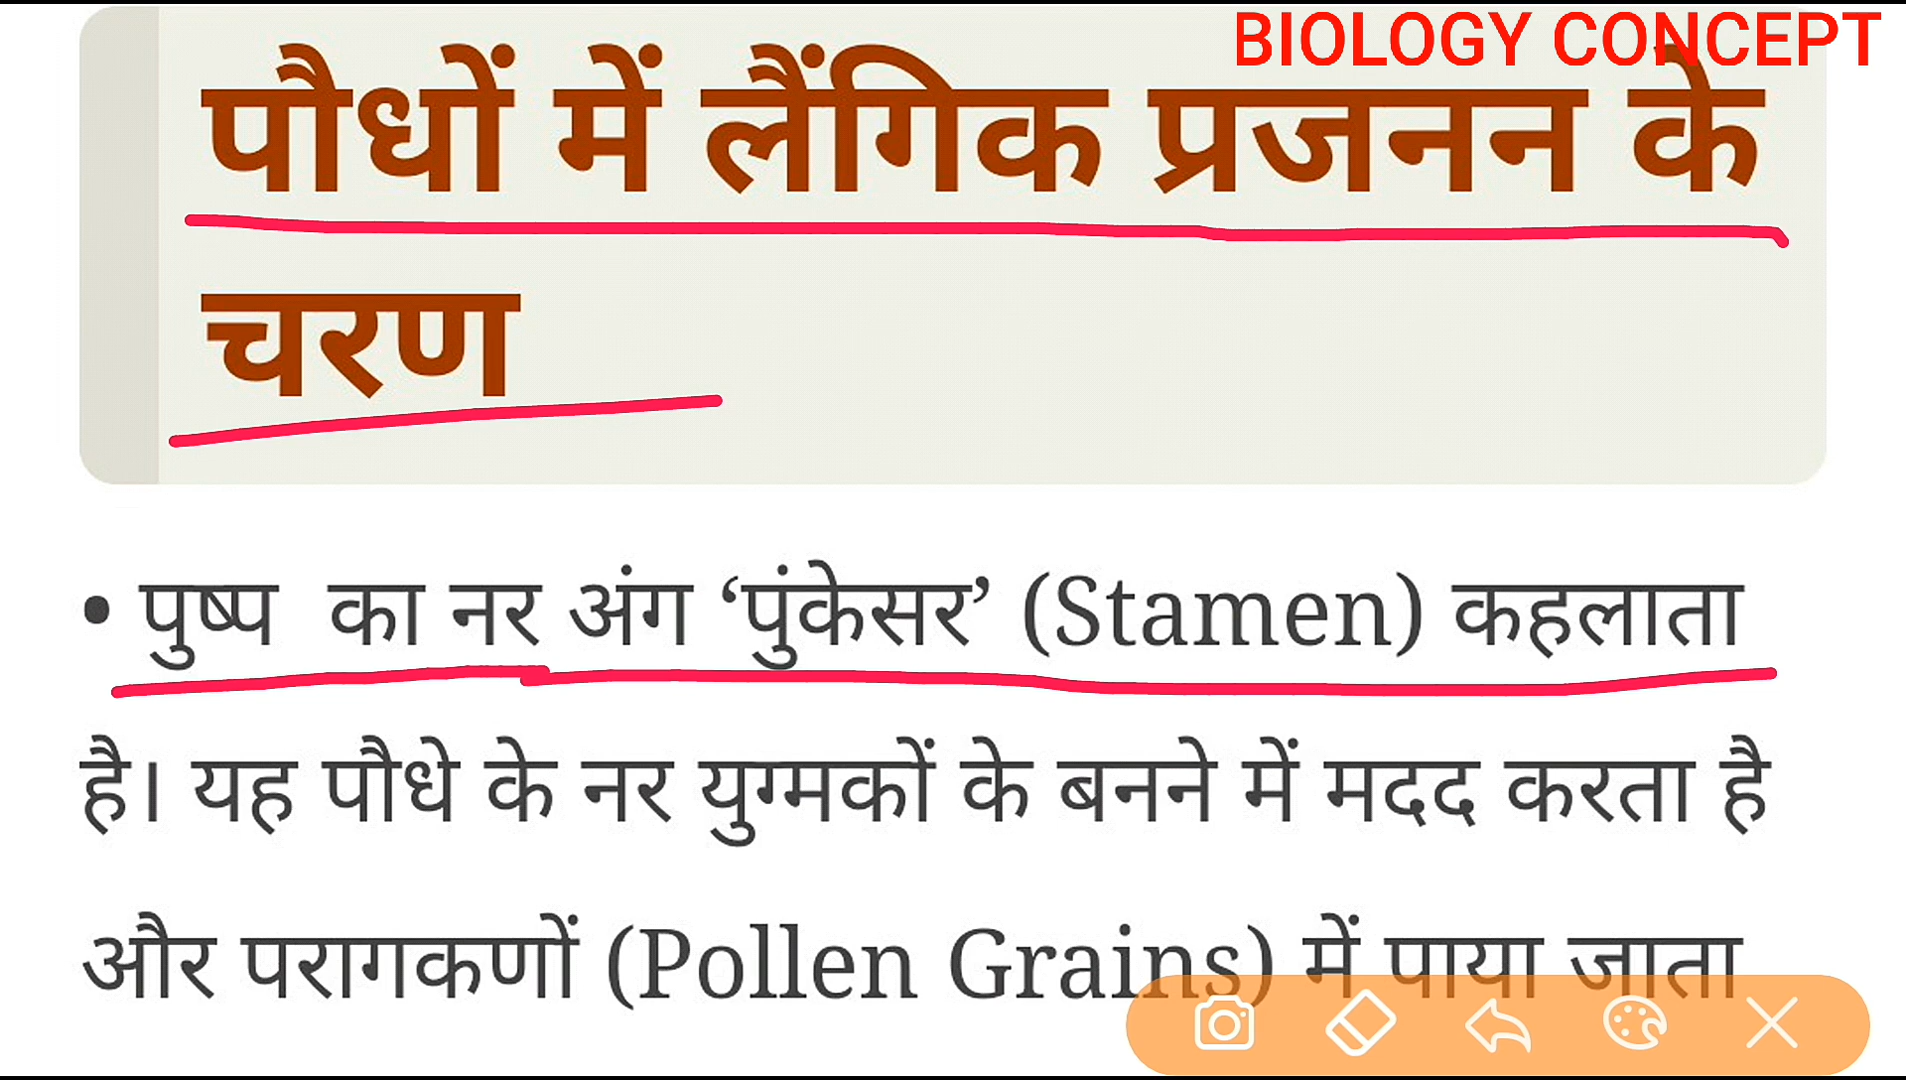 BIOLOGY CONCEPT
पौधों में लैंगिक प्रजनन के
चरण
• पुष्प का नर अंग ‘पुंकेसर’ (Stamen) कहलाता
है। यह पौधे के नर युग्मकों के बनने में मदद करता है
और परागकणों (Pollen Grains) में पाया जाता